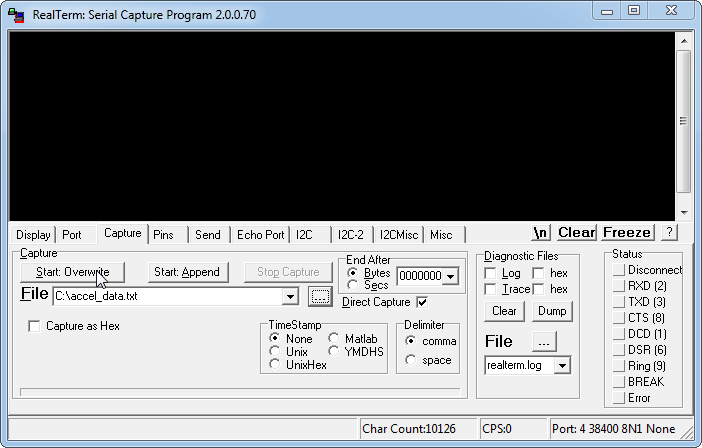 RealTerm: Serial Capture Program 2.0.0.70
Display Port Capture Pins Send Echo Port I2C I2C-2 I2CMisc Misc \n Clear Freeze ?
Capture
Start: Overwrite Start: Append Stop Capture
File C:\accel_data.txt ...
End After
Bytes
Secs
0000000
Direct Capture
Capture as Hex
TimeStamp
None Matlab
Unix YMDHS
UnixHex
Delimiter
comma
space
Diagnostic Files
Log hex
Trace hex
Clear Dump
File ...
realterm.log
Status
Disconnect
RXD (2)
TXD (3)
CTS (8)
DCD (1)
DSR (6)
Ring (9)
BREAK
Error
Char Count:10126 CPS:0 Port: 4 38400 8N1 None